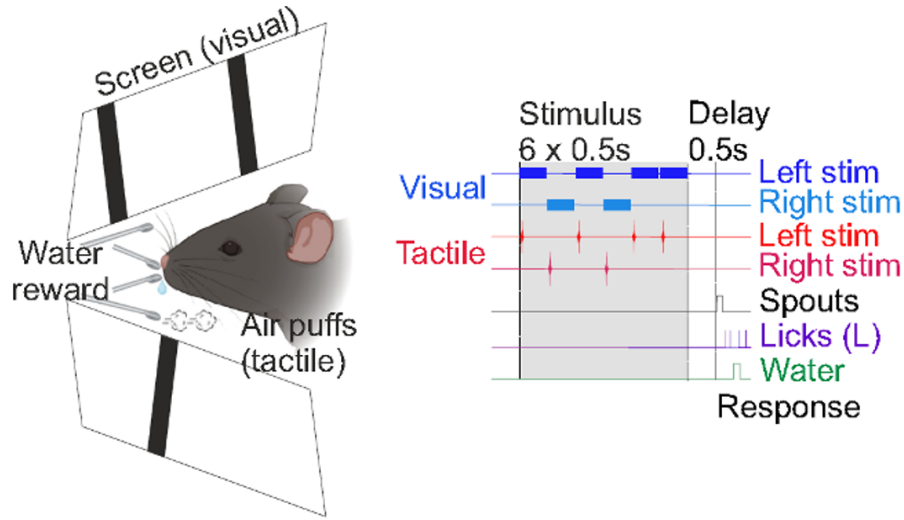 Screen (visual)
Water
reward
Air puffs
(tactile)
Stimulus
6 x 0.5s
Delay
0.5s
Visual
Left stim
Right stim
Tactile
Left stim
Right stim
Spouts
Licks (L)
Water
Response